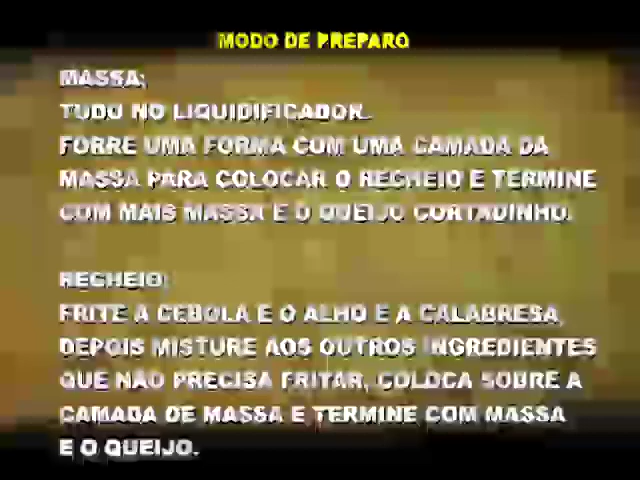 MODO DE PREPARO
MASSA:
TUDO NO LIQUIDIFICADOR.
FORRE UMA FORMA COM UMA CAMADA DA
MASSA PARA COLOCAR O RECHEIO E TERMINE
COM MAIS MASSA E O QUEIJO CORTADINHO.
RECHEIO:
FRITE A CEBOLA E O ALHO E A CALABRESA,
DEPOIS MISTURE AOS OUTROS INGREDIENTES
QUE NÃO PRECISA FRITAR, COLOCA SOBRE A
CAMADA DE MASSA E TERMINE COM MASSA
E O QUEIJO.